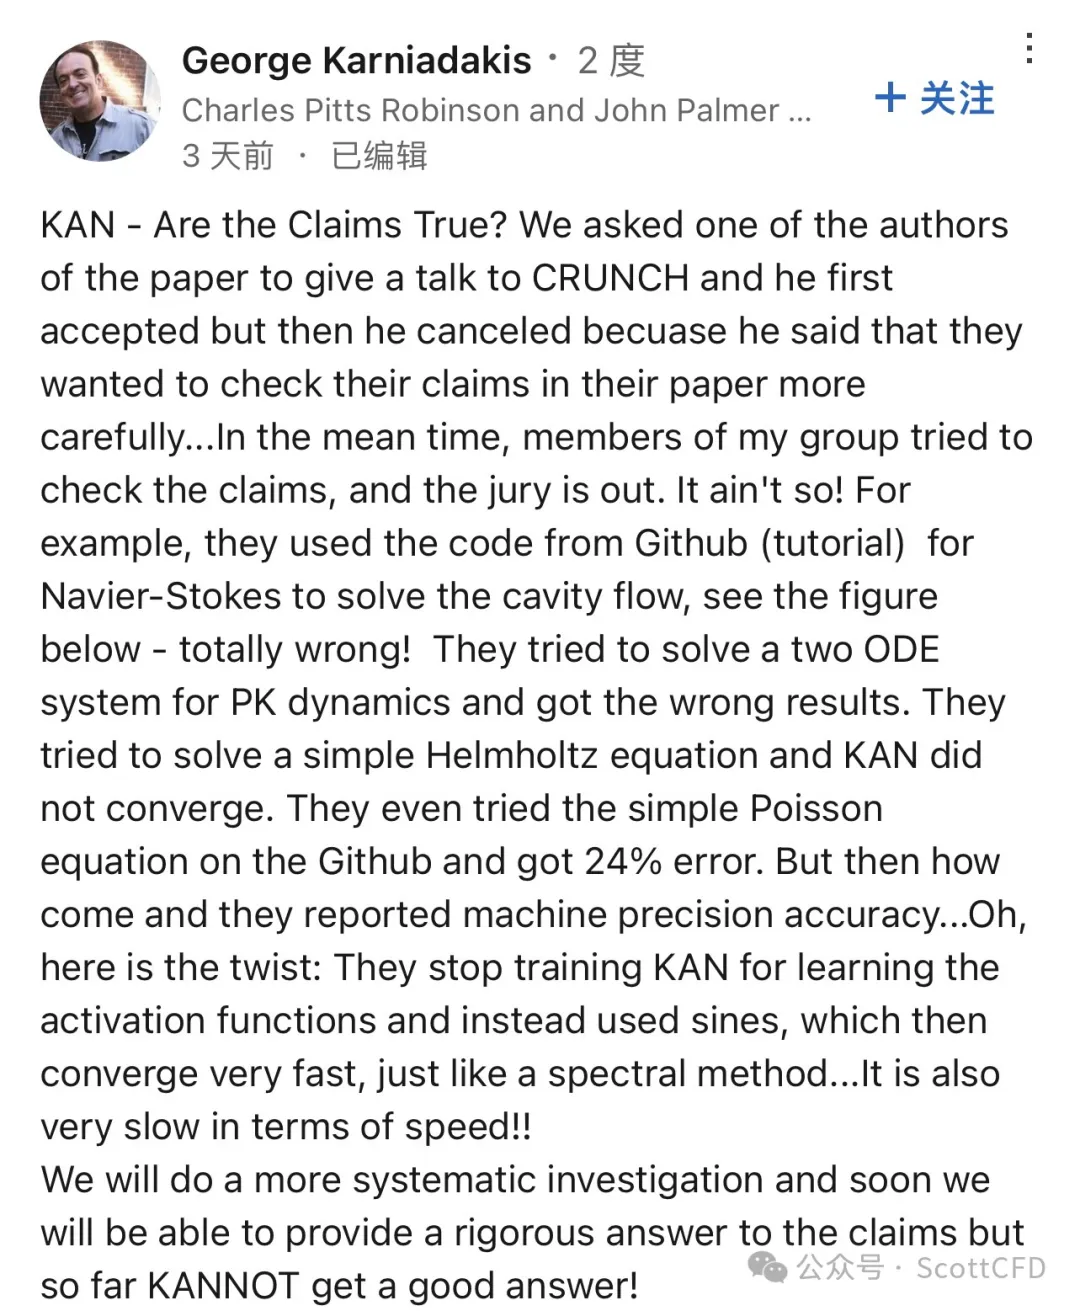 George Karniadakis · 2 度
Charles Pitts Robinson and John Palmer ...
+ 关注
3 天前 · 已编辑
KAN - Are the Claims True? We asked one of the authors
of the paper to give a talk to CRUNCH and he first
accepted but then he canceled becuase he said that they
wanted to check their claims in their paper more
carefully...In the mean time, members of my group tried to
check the claims, and the jury is out. It ain't so! For
example, they used the code from Github (tutorial)  for
Navier-Stokes to solve the cavity flow, see the figure
below - totally wrong!  They tried to solve a two ODE
system for PK dynamics and got the wrong results. They
tried to solve a simple Helmholtz equation and KAN did
not converge. They even tried the simple Poisson
equation on the Github and got 24% error. But then how
come and they reported machine precision accuracy...Oh,
here is the twist: They stop training KAN for learning the
activation functions and instead used sines, which then
converge very fast, just like a spectral method...It is also
very slow in terms of speed!!
We will do a more systematic investigation and soon we
will be able to provide a rigorous answer to the claims but
so far KANNOT get a good answer!
公众号 · ScottCFD